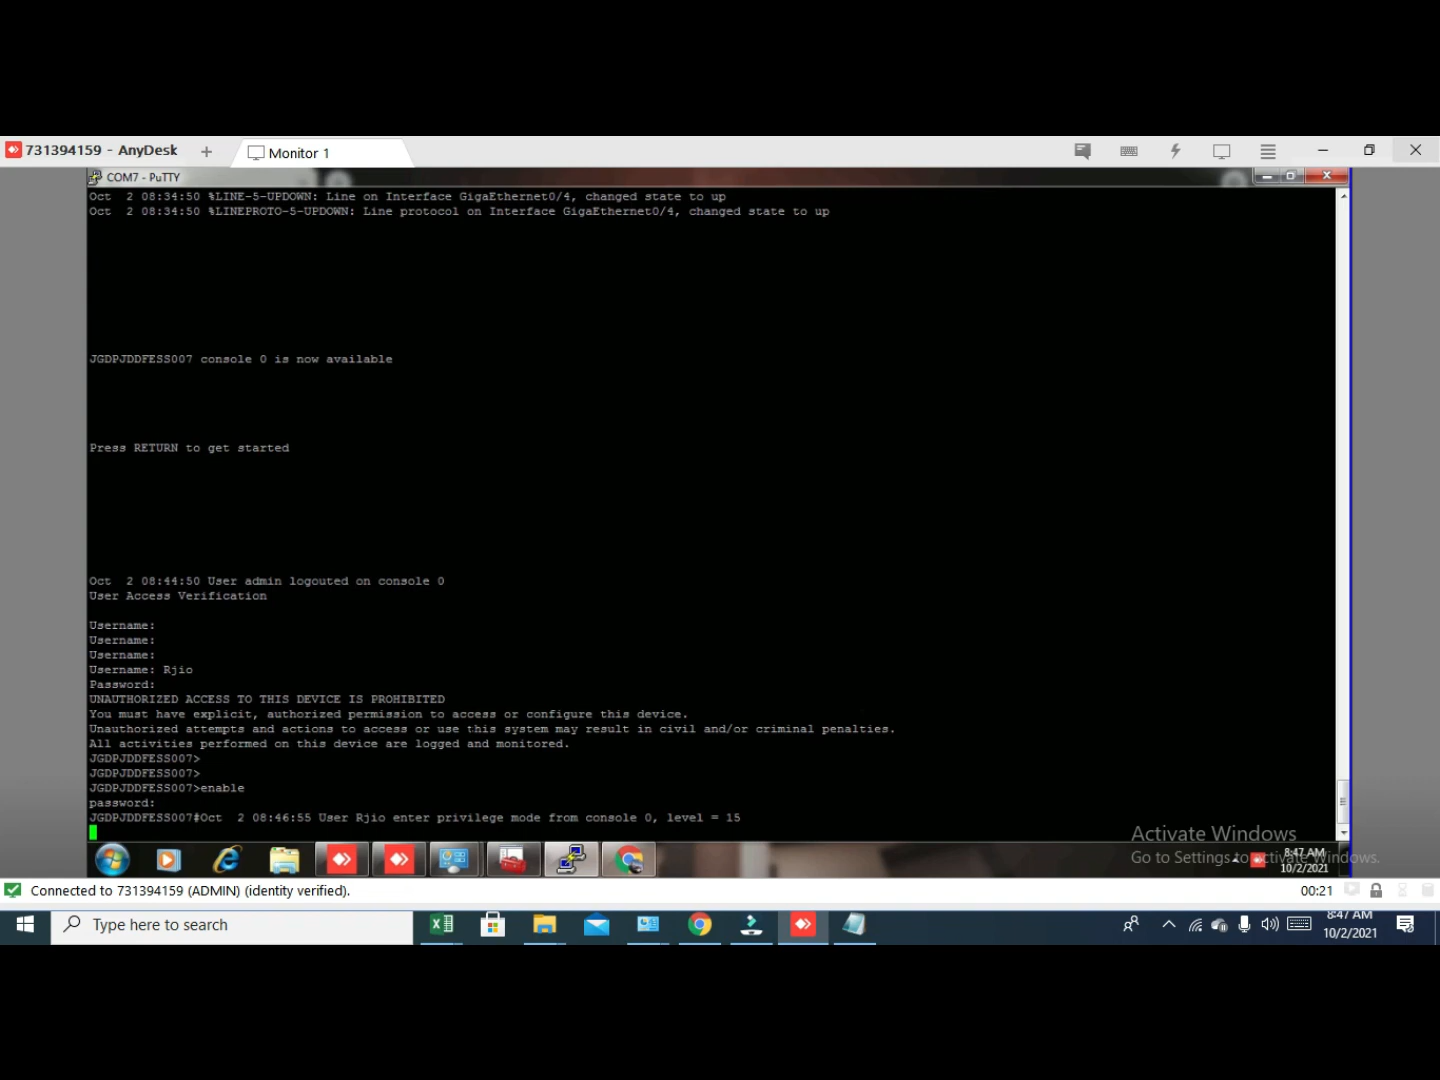 731394159 - AnyDesk
+
Monitor 1
COM7 - PuTTY
Oct  2 08:34:50 %LINE-5-UPDOWN: Line on Interface GigaEthernet0/4, changed state to up
Oct  2 08:34:50 %LINEPROTO-5-UPDOWN: Line protocol on Interface GigaEthernet0/4, changed state to up
JGDPJDDFESS007 console 0 is now available
Press RETURN to get started
Oct  2 08:44:50 User admin logouted on console 0
User Access Verification
Username:
Username:
Username:
Username: Rjio
Password:
UNAUTHORIZED ACCESS TO THIS DEVICE IS PROHIBITED
You must have explicit, authorized permission to access or configure this device.
Unauthorized attempts and actions to access or use this system may result in civil and/or criminal penalties.
All activities performed on this device are logged and monitored.
JGDPJDDFESS007>
JGDPJDDFESS007>
JGDPJDDFESS007>enable
password:
JGDPJDDFESS007#Oct  2 08:46:55 User Rjio enter privilege mode from console 0, level = 15
Activate Windows
Go to Settings to activate Windows.
8:47 AM
10/2/2021
Connected to 731394159 (ADMIN) (identity verified).
00:21
Type here to search
8:47 AM
10/2/2021